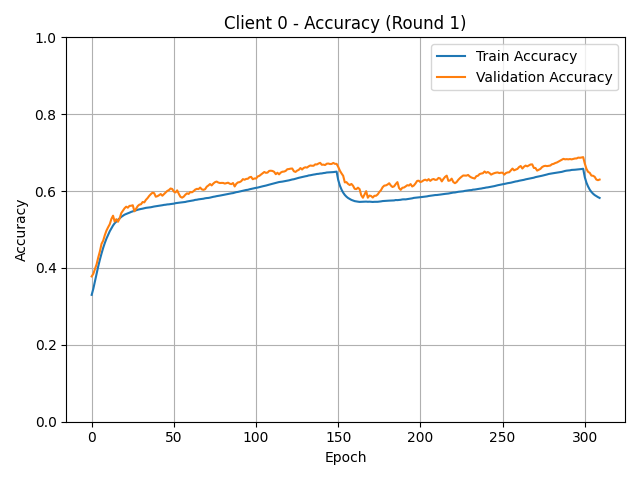 Client 0 - Accuracy (Round 1)
Train Accuracy
Validation Accuracy
1.0
0.8
0.6
0.4
0.2
0.0
Accuracy
0 50 100 150 200 250 300
Epoch